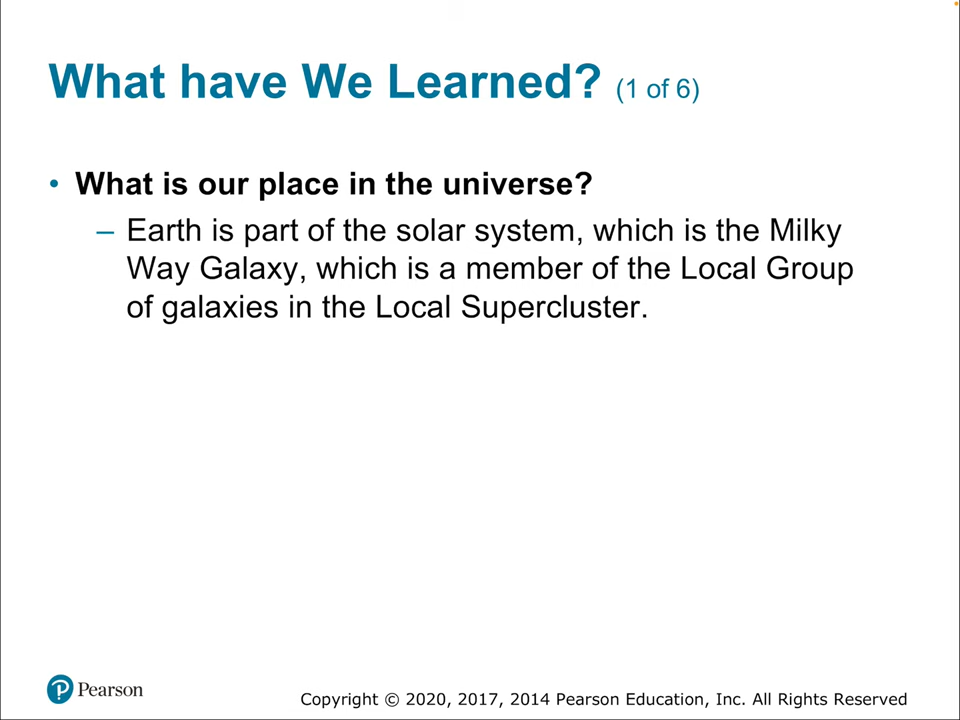 What have We Learned? (1 of 6)
• What is our place in the universe?
– Earth is part of the solar system, which is the Milky
Way Galaxy, which is a member of the Local Group
of galaxies in the Local Supercluster.
Pearson
Copyright © 2020, 2017, 2014 Pearson Education, Inc. All Rights Reserved